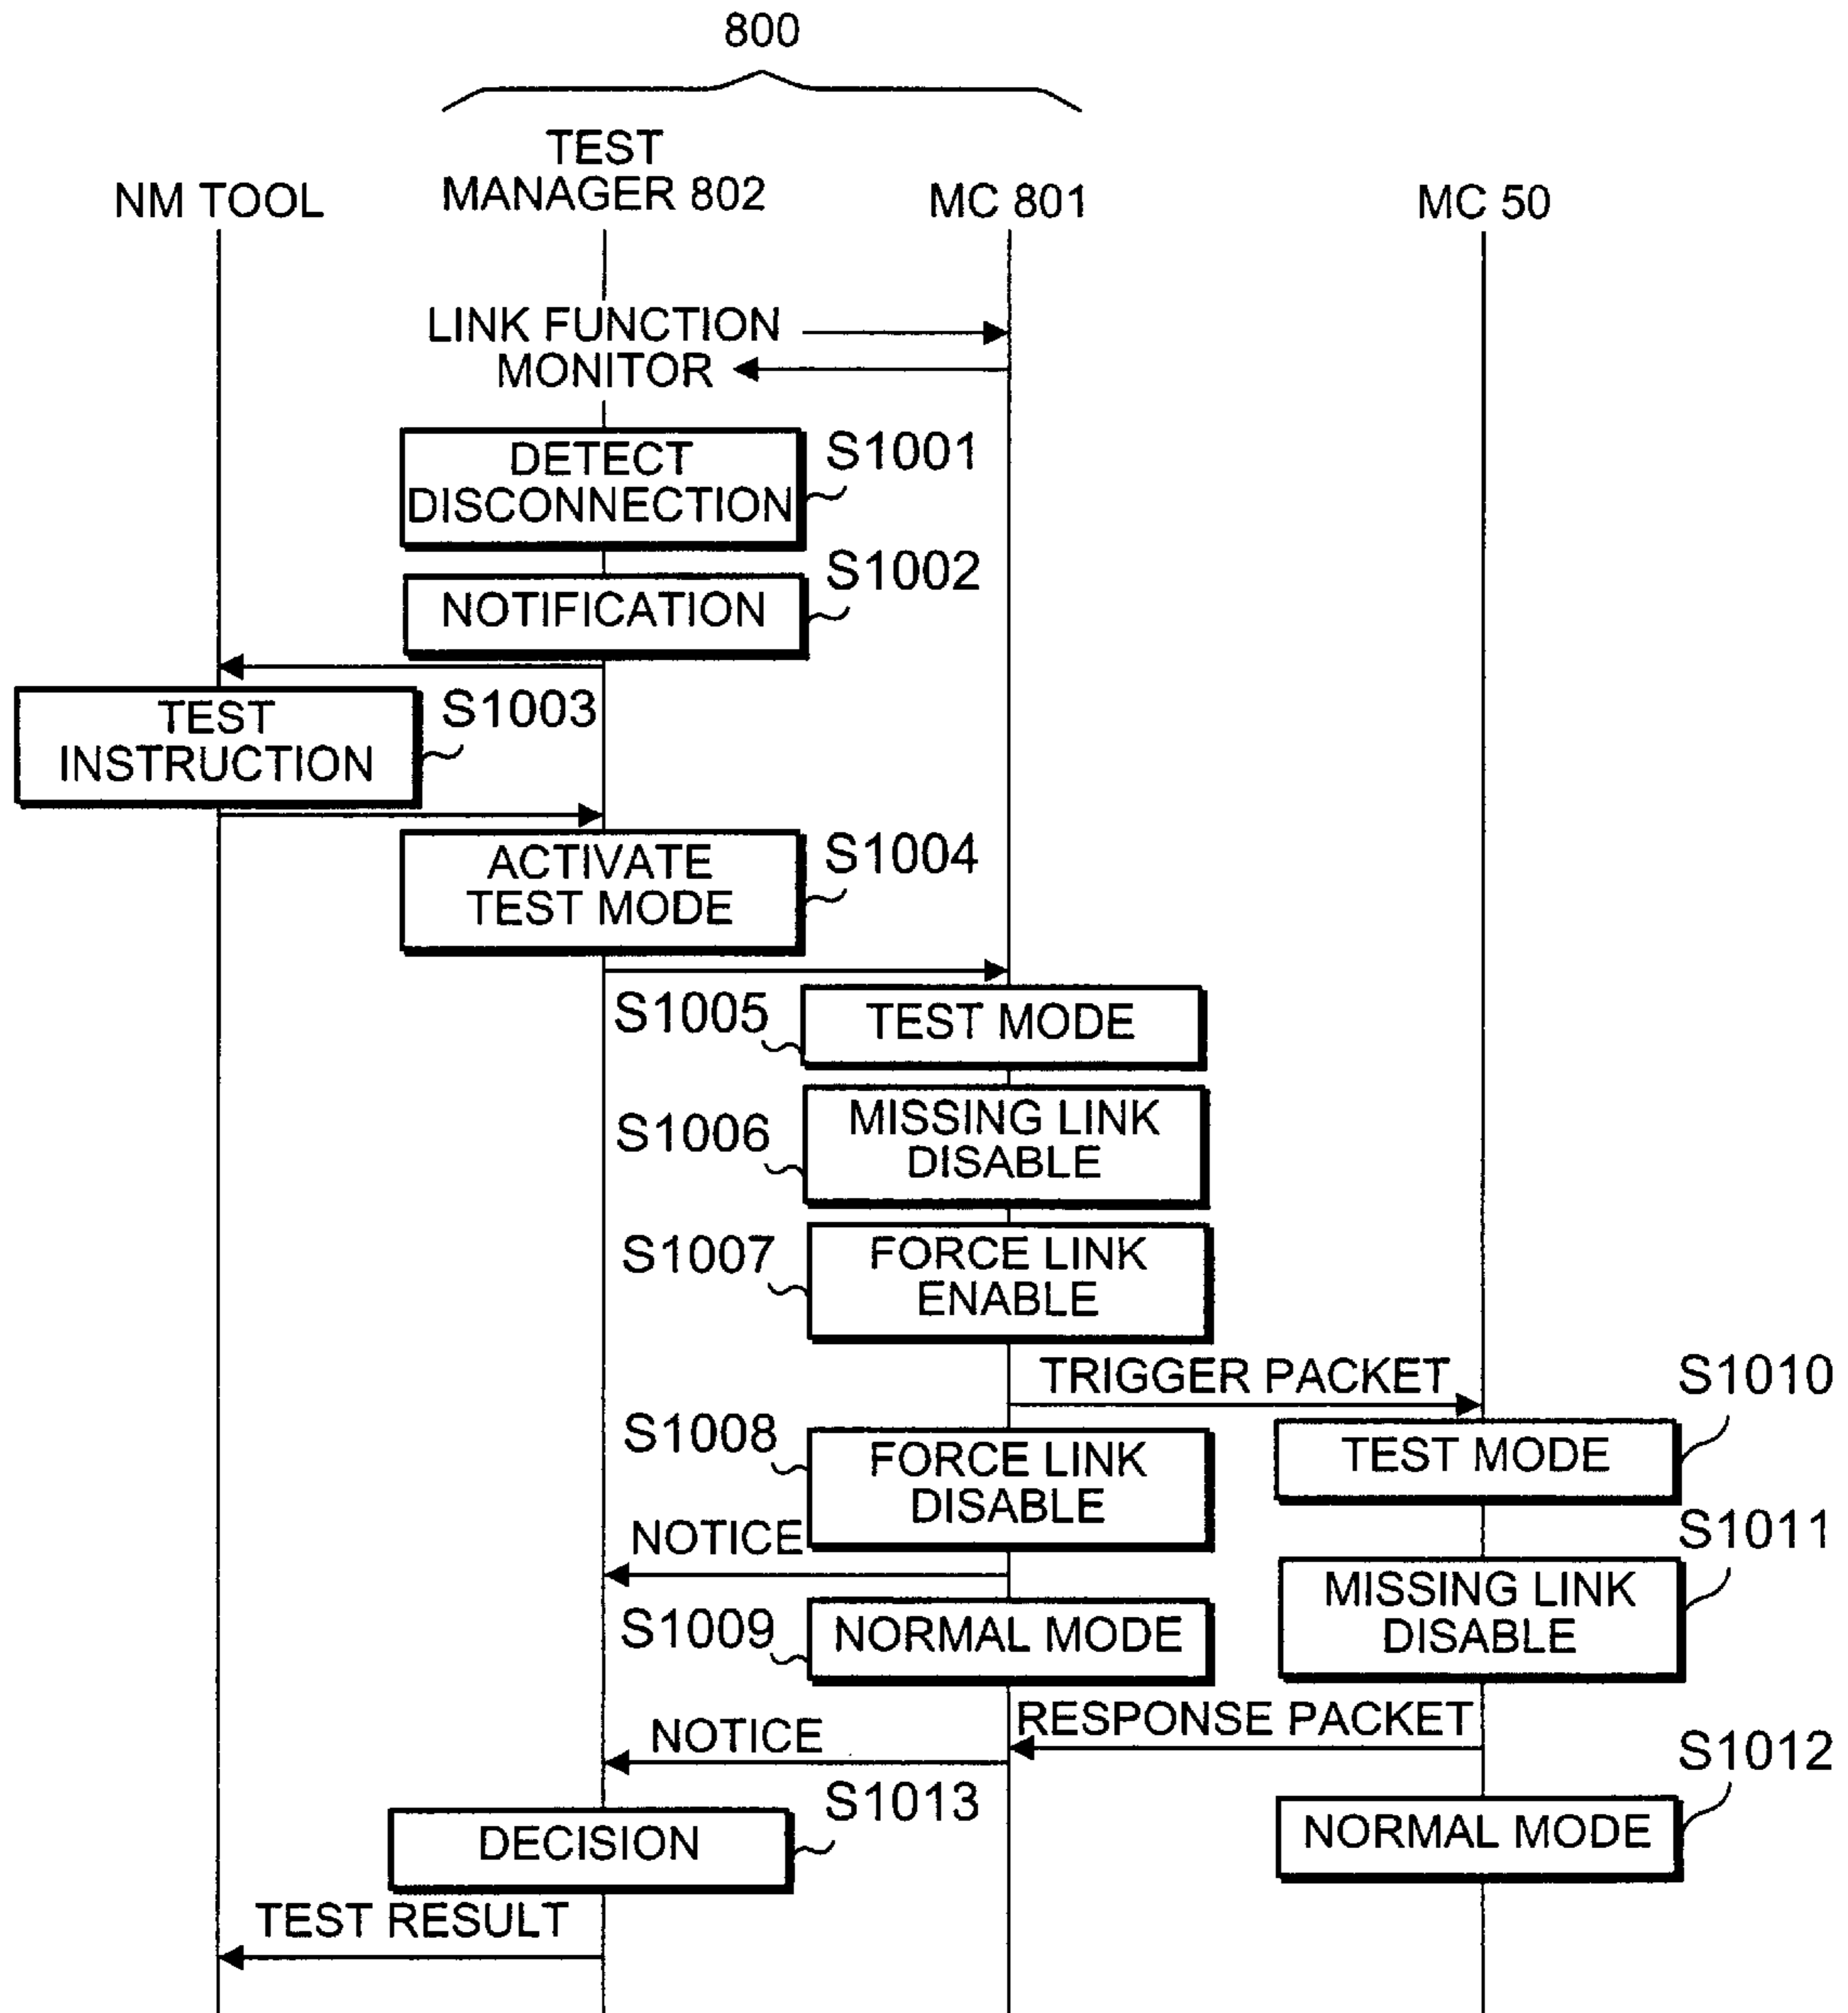 800
NM TOOL
TEST
MANAGER 802
MC 801
MC 50
LINK FUNCTION
MONITOR
DETECT
DISCONNECTION
S1001
NOTIFICATION
S1002
TEST
INSTRUCTION
S1003
ACTIVATE
TEST MODE
S1004
S1005
TEST MODE
S1006
MISSING LINK
DISABLE
S1007
FORCE LINK
ENABLE
TRIGGER PACKET
S1010
TEST MODE
S1008
FORCE LINK
DISABLE
NOTICE
S1011
MISSING LINK
DISABLE
S1009
NORMAL MODE
RESPONSE PACKET
NOTICE
S1012
NORMAL MODE
S1013
DECISION
TEST RESULT